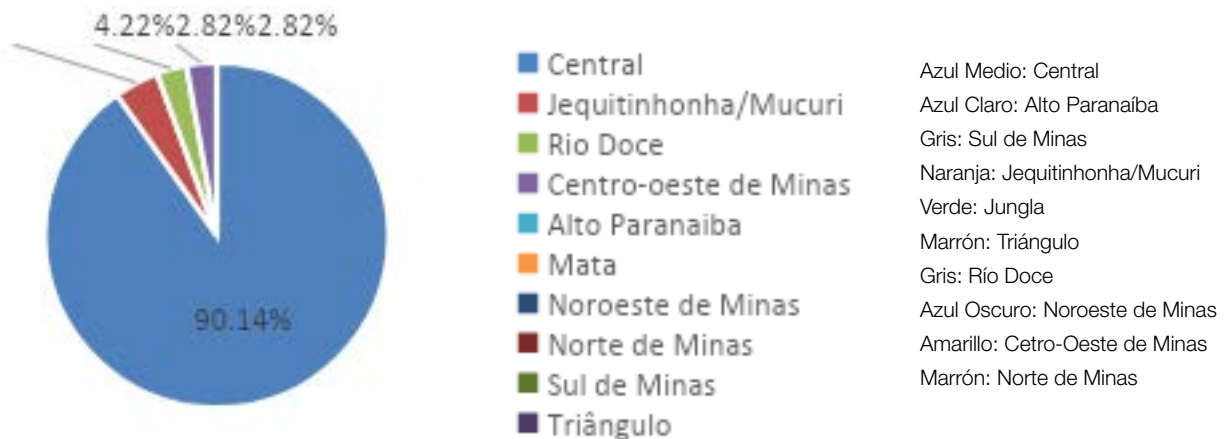 4.22%2.82%2.82%
90.14%
Central
Jequitinhonha/Mucuri
Rio Doce
Centro-oeste de Minas
Alto Paranaiba
Mata
Noroeste de Minas
Norte de Minas
Sul de Minas
Triângulo
Azul Medio: Central
Azul Claro: Alto Paranaíba
Gris: Sul de Minas
Naranja: Jequitinhonha/Mucuri
Verde: Jungla
Marrón: Triángulo
Gris: Río Doce
Azul Oscuro: Noroeste de Minas
Amarillo: Cetro-Oeste de Minas
Marrón: Norte de Minas